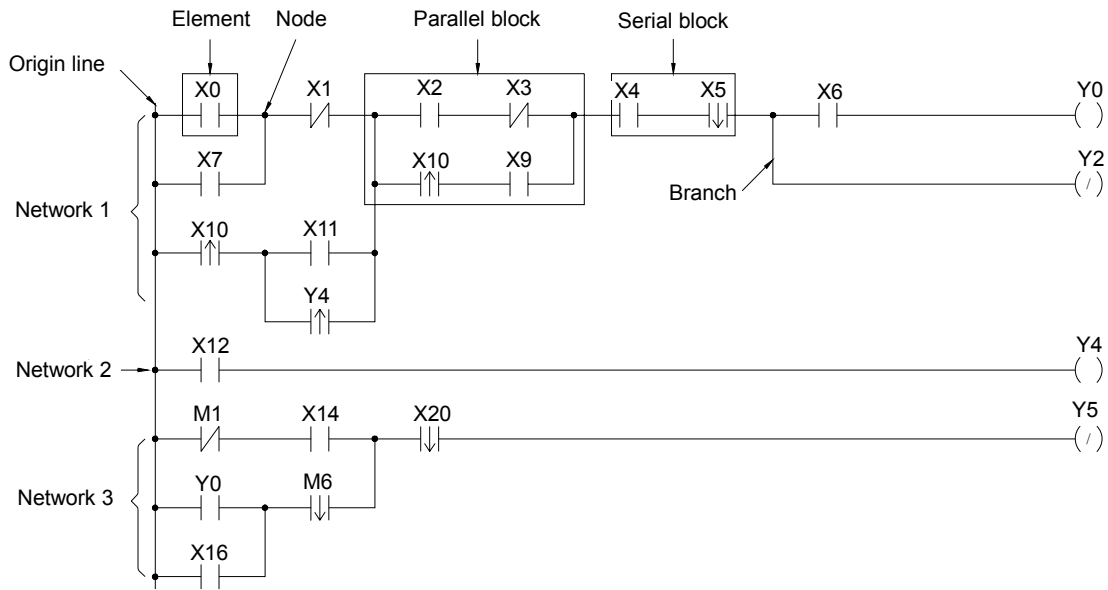 Element Node Parallel block Serial block
Origin line
X0 X1 X2 X3 X4 X5 X6 Y0
X7 X10 X9 Y2
Branch
Network 1
X10 X11
Y4
X12 Y4
Network 2
M1 X14 X20 Y5
Y0 M6
Network 3
X16